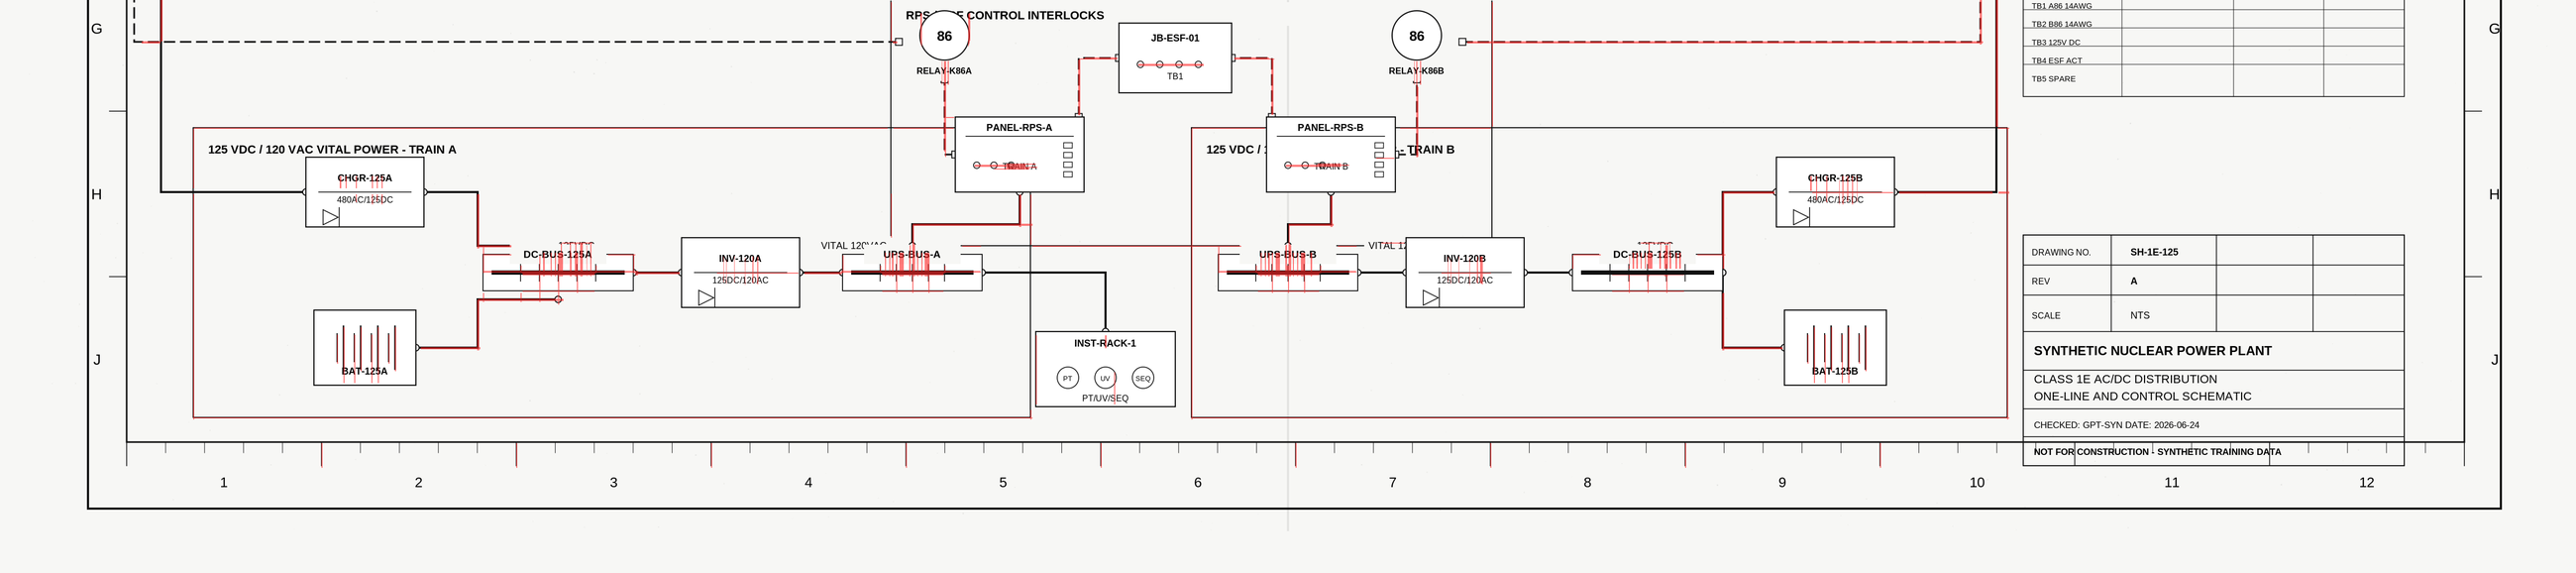 G
RPS CONTROL INTERLOCKS
86
RELAY-K86A
JB-ESF-01
TB1
86
RELAY-K86B
TB1 A86 14AWG
TB2 B86 14AWG
TB3 125V DC
TB4 ESF ACT
TB5 SPARE
G
PANEL-RPS-A
TRAIN A
PANEL-RPS-B
TRAIN B
125 VDC / 120 VAC VITAL POWER - TRAIN A
125 VDC / - TRAIN B
H
CHGR-125A
480AC/125DC
CHGR-125B
480AC/125DC
H
125VDC
DC-BUS-125A
INV-120A
125DC/120AC
VITAL 120VAC
UPS-BUS-A
UPS-BUS-B
VITAL 12
INV-120B
125DC/120AC
125VDC
DC-BUS-125B
DRAWING NO. SH-1E-125
REV A
SCALE NTS
J
BAT-125A
INST-RACK-1
PT UV SEQ
PT/UV/SEQ
BAT-125B
J
SYNTHETIC NUCLEAR POWER PLANT
CLASS 1E AC/DC DISTRIBUTION
ONE-LINE AND CONTROL SCHEMATIC
CHECKED: GPT-SYN DATE: 2026-06-24
NOT FOR CONSTRUCTION - SYNTHETIC TRAINING DATA
1 2 3 4 5 6 7 8 9 10 11 12